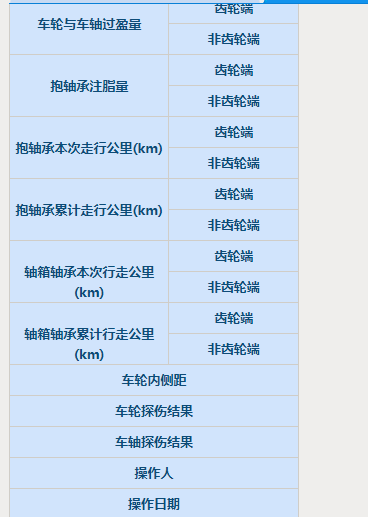 齿轮端
车轮与车轴过盈量
非齿轮端
齿轮端
抱轴承注脂量
非齿轮端
齿轮端
抱轴承本次走行公里(km)
非齿轮端
齿轮端
抱轴承累计走行公里(km)
非齿轮端
齿轮端
轴箱轴承本次行走公里
(km)
非齿轮端
齿轮端
轴箱轴承累计行走公里
(km)
非齿轮端
车轮内侧距
车轮探伤结果
车轴探伤结果
操作人
操作日期